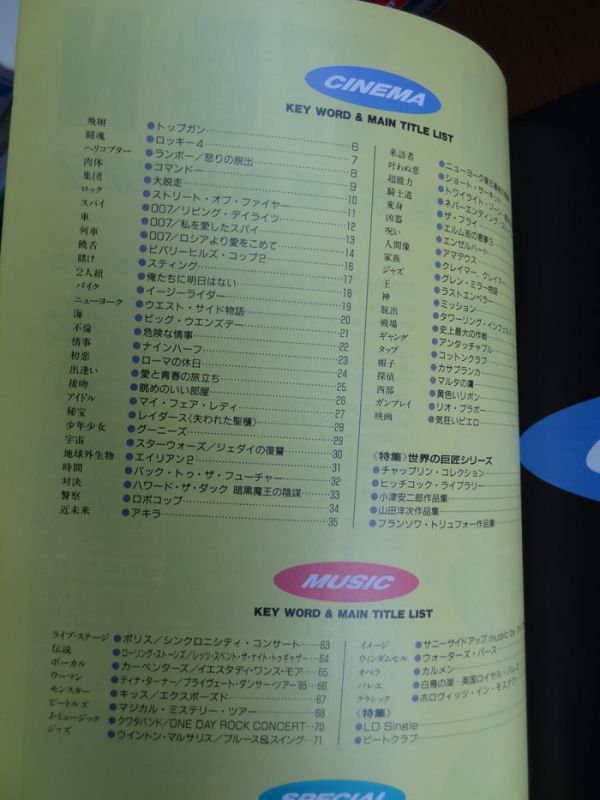 CINEMA
KEY WORD & MAIN TITLE LIST
飛翔 ●トップガン 6
闘魂 ●ロッキー4 7
ヘリコプター ●ランボー/怒りの脱出 8
肉体 ●コマンドー 9
集団 ●大脱走 10
ロック ●ストリート・オブ・ファイヤー 11
スパイ ●007/リビング・デイライツ 12
車 ●007/私を愛したスパイ 13
列車 ●007/ロシアより愛をこめて 14
饒舌 ●ビバリーヒルズ・コップ2 16
賭け ●スティング 17
2人組 ●俺たちに明日はない 18
バイク ●イージーライダー 19
ニューヨーク ●ウエスト・サイド物語 20
海 ●ビッグ・ウエンズデー 21
不倫 ●危険な情事 22
情事 ●ナインハーフ 23
初恋 ●ローマの休日 24
出逢い ●愛と青春の旅立ち 25
接吻 ●眺めのいい部屋 26
アイドル ●マイ・フェア・レディ 27
秘宝 ●レイダース《失われた聖櫃》 28
少年少女 ●グーニーズ 29
宇宙 ●スターウォーズ/ジェダイの復讐 30
地球外生物 ●エイリアン2 31
時間 ●バック・トゥ・ザ・フューチャー 32
対決 ●ハワード・ザ・ダック 暗黒魔王の陰謀 33
警察 ●ロボコップ 34
近未来 ●アキラ 35
来訪者 ●ニューヨーク東
叶わぬ恋 ●ショート・サーキット
超能力 ●トワイライト・
騎士道 ●ネバーエンディング・
変身 ●ザ・フライ
凶器 ●エルム街の悪夢3
呪い ●エンゼルハート
人間像 ●アマデウス
家族 ●クレイマー、クレイマー
ジャズ ●グレン・ミラー物語
王 ●ラストエンペラー
神 ●ミッション
脱出 ●タワーリング・インフェル
戦場 ●史上最大の作戦
ギャング ●アンタッチャブル
タップ ●コットンクラブ
帽子 ●カサブランカ
探偵 ●マルタの鷹
西部 ●黄色いリボン
ガンプレイ ●リオ・ブラボー
映画 ●気狂いピエロ
《特集》世界の巨匠シリーズ
●チャップリン・コレクション
●ヒッチコック・ライブラリー
●小津安二郎作品集
●山田洋次作品集
●フランソワ・トリュフォー作品集
MUSIC
KEY WORD & MAIN TITLE LIST
ライブ・ステージ ●ポリス/シンクロニシティ・コンサート 63
伝説 ●ローリング・ストーンズ/レッツ・スペント・ザ・ナイト・トゥギャザー 64
ボーカル ●カーペンターズ/イエスタディ・ワンス・モア 65
ウーマン ●ティナ・ターナー/プライヴェート・ダンサー・ツアー'85 66
モンスター ●キッス/エクスポーズド 67
ビートルズ ●マジカル・ミステリー・ツアー 68
J・ミュージック ●クワタバンド/ONE DAY ROCK CONCERT 70
ジャズ ●ウイントン・マルサリス/ブルース&スイング 71
イメージ ●サニーサイドアップ music by
ウィンダムヒル ●ウォーターズ・パース
オペラ ●カルメン
バレエ ●白鳥の湖―英国ロイヤル・バレエ
クラシック ●ホロヴィッツ・イン・モスクワ
《特集》
●LD Single
●ビートクラブ
SPECIAL